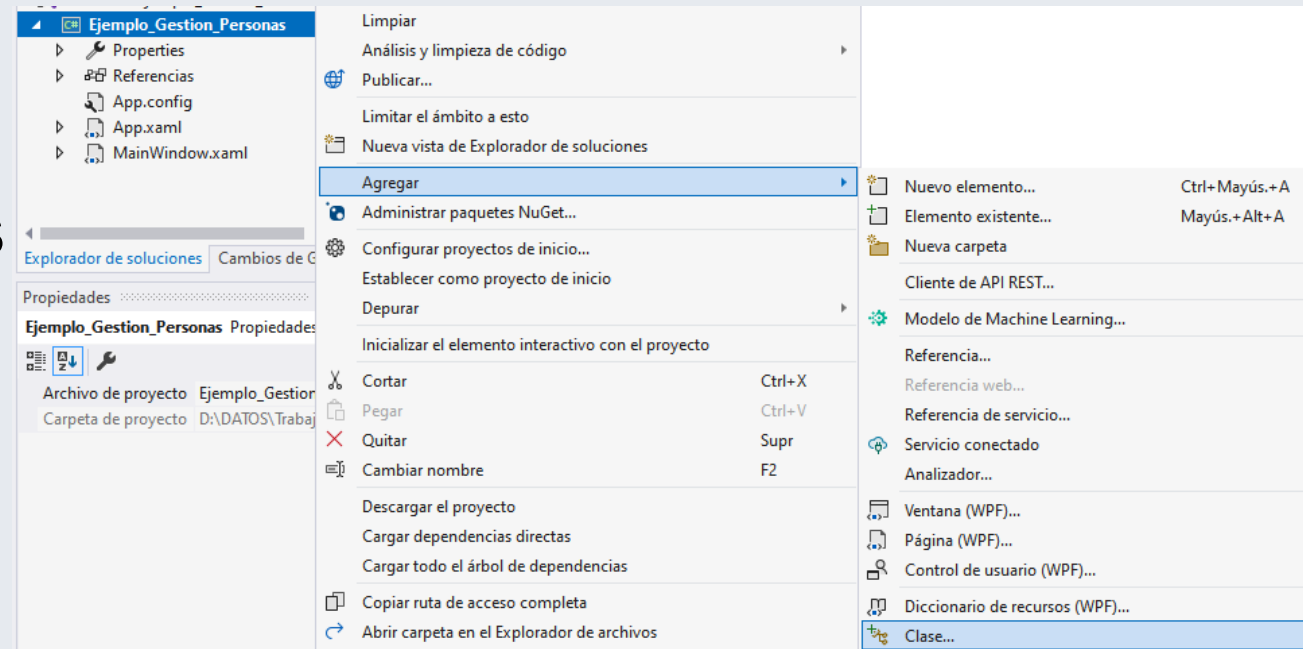 Ejemplo_Gestion_Personas
Properties
Referencias
App.config
App.xaml
MainWindow.xaml
Explorador de soluciones Cambios de G
Propiedades
Ejemplo_Gestion_Personas Propiedades
Archivo de proyecto Ejemplo_Gestion
Carpeta de proyecto D:\DATOS\Trabaj
Limpiar
Análisis y limpieza de código
Publicar...
Limitar el ámbito a esto
Nueva vista de Explorador de soluciones
Agregar
Administrar paquetes NuGet...
Configurar proyectos de inicio...
Establecer como proyecto de inicio
Depurar
Inicializar el elemento interactivo con el proyecto
Cortar Ctrl+X
Pegar Ctrl+V
Quitar Supr
Cambiar nombre F2
Descargar el proyecto
Cargar dependencias directas
Cargar todo el árbol de dependencias
Copiar ruta de acceso completa
Abrir carpeta en el Explorador de archivos
Nuevo elemento... Ctrl+Mayús.+A
Elemento existente... Mayús.+Alt+A
Nueva carpeta
Cliente de API REST...
Modelo de Machine Learning...
Referencia...
Referencia web...
Referencia de servicio...
Servicio conectado
Analizador...
Ventana (WPF)...
Página (WPF)...
Control de usuario (WPF)...
Diccionario de recursos (WPF)...
Clase...